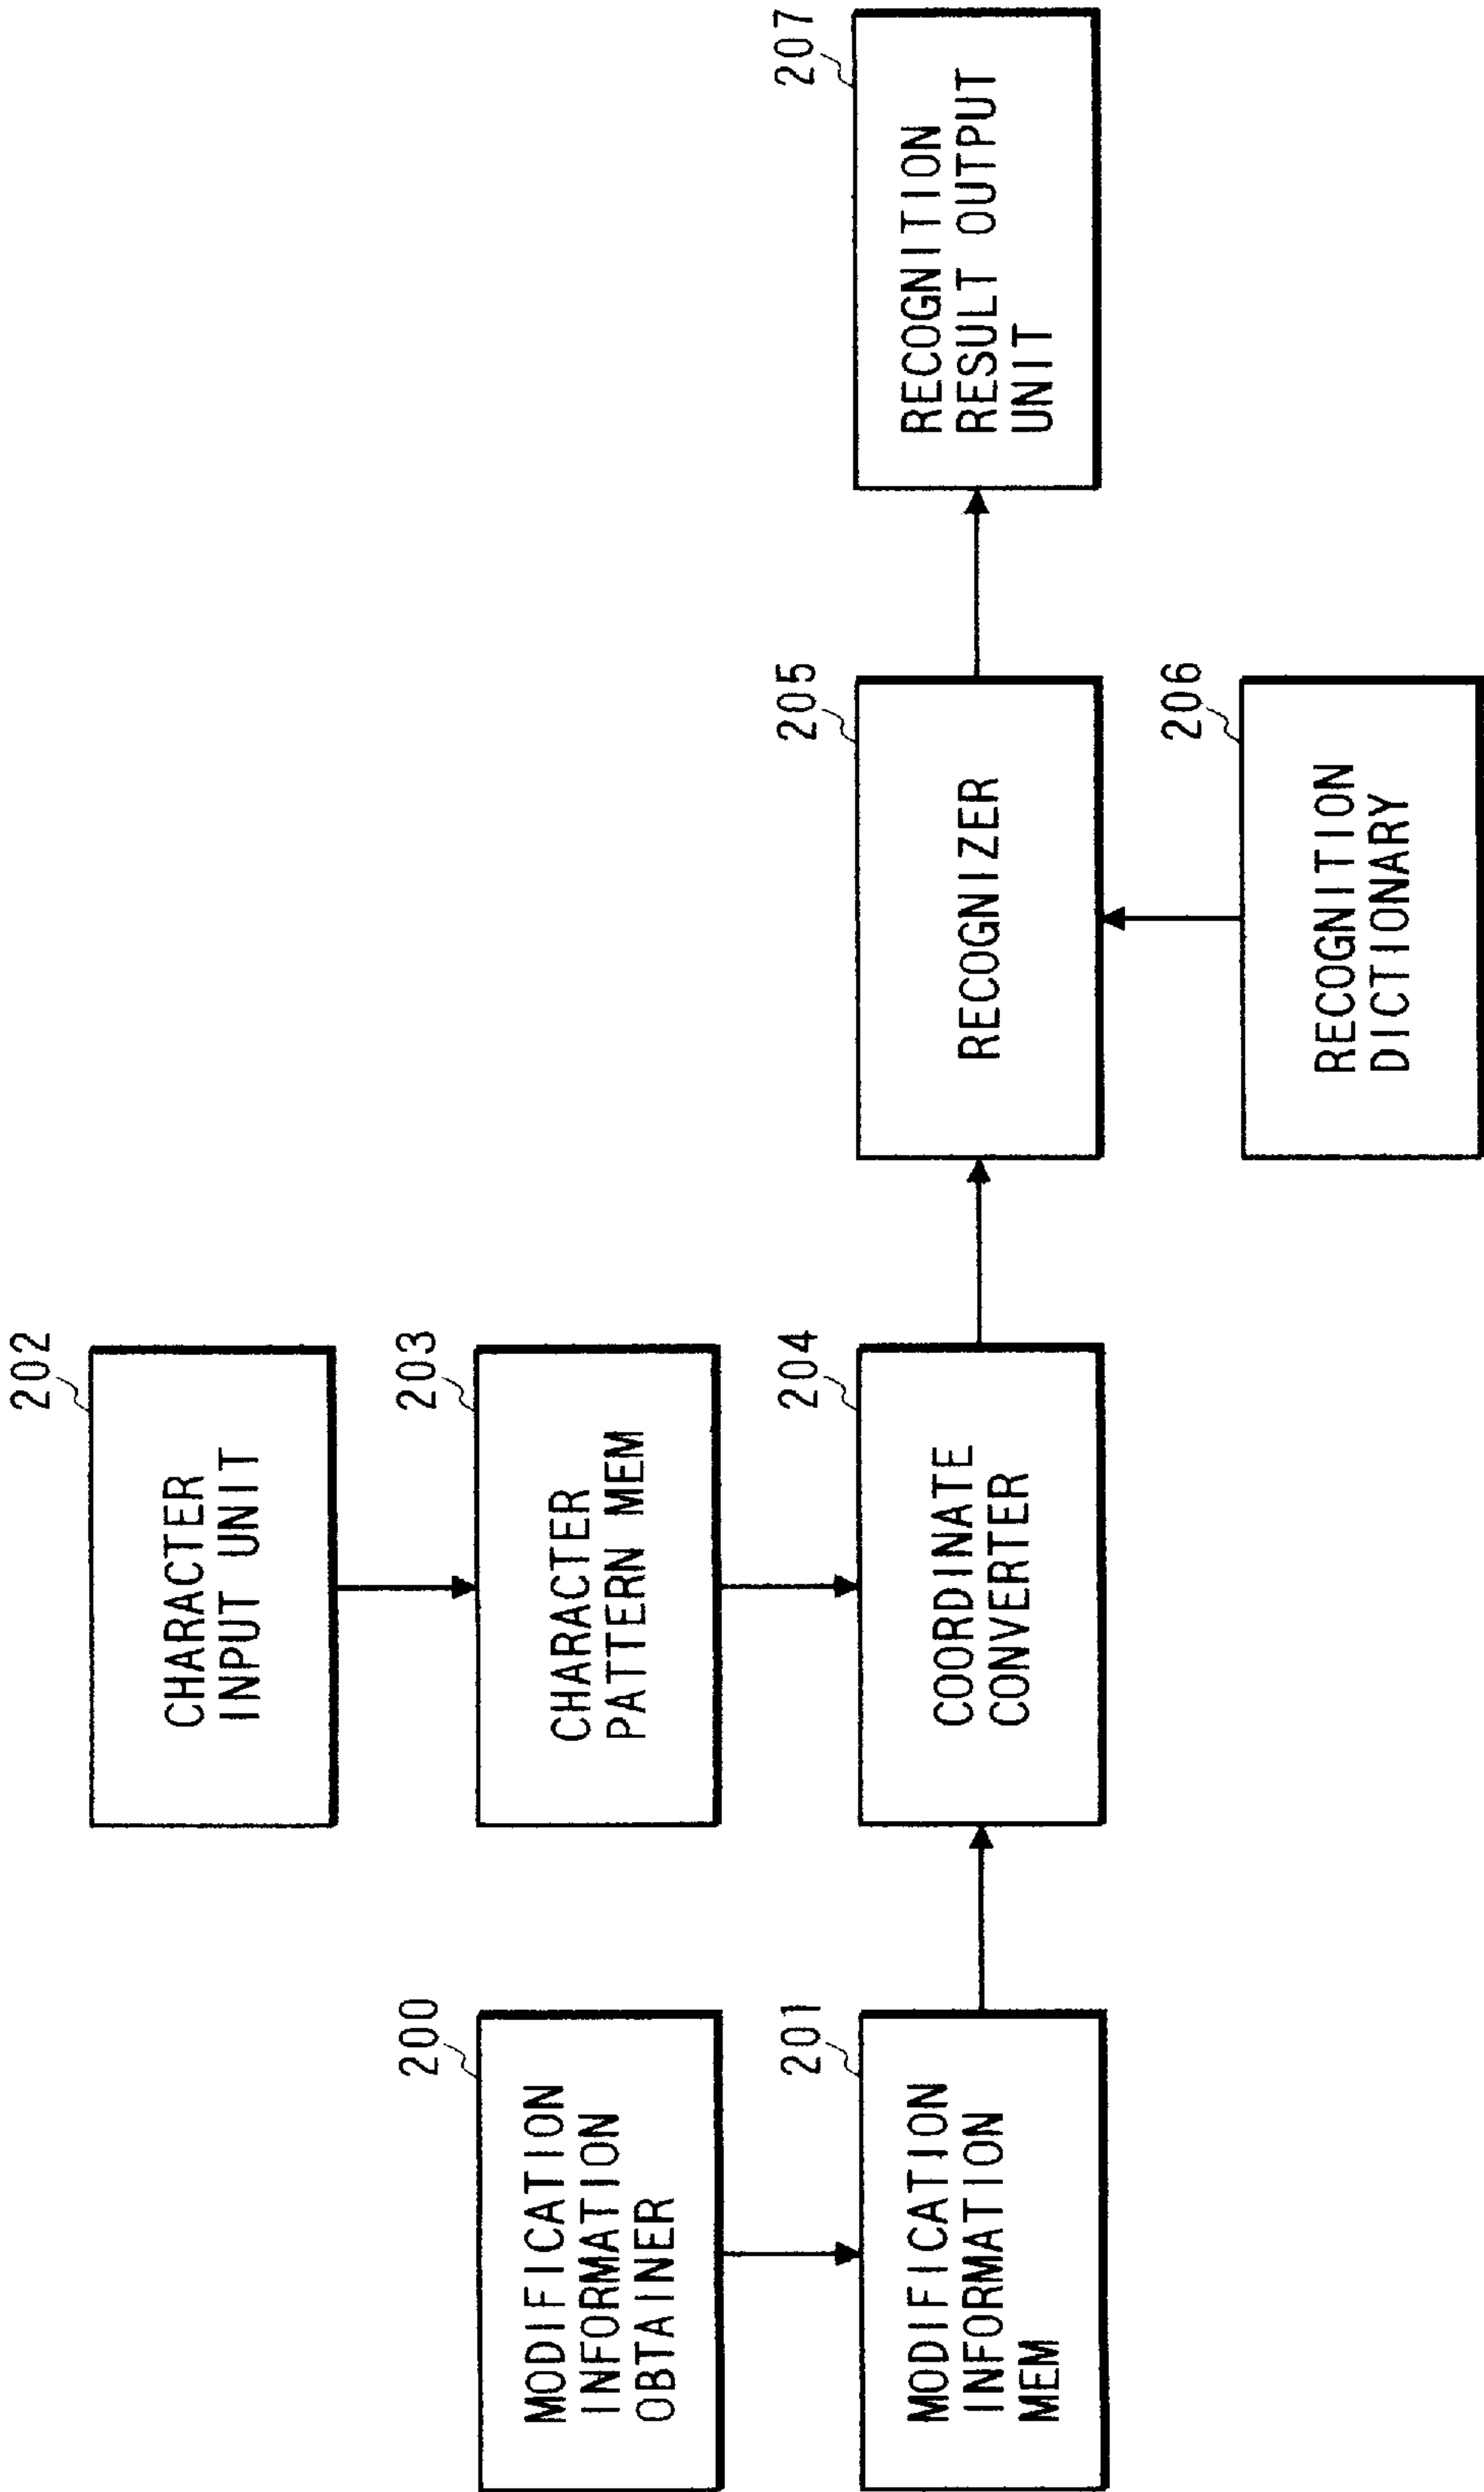 202
CHARACTER
INPUT UNIT
200
MODIFICATION
INFORMATION
OBTAINER
203
CHARACTER
PATTERN MEM
201
MODIFICATION
INFORMATION
MEM
204
COORDINATE
CONVERTER
205
RECOGNIZER
207
RECOGNITION
RESULT OUTPUT
UNIT
206
RECOGNITION
DICTIONARY